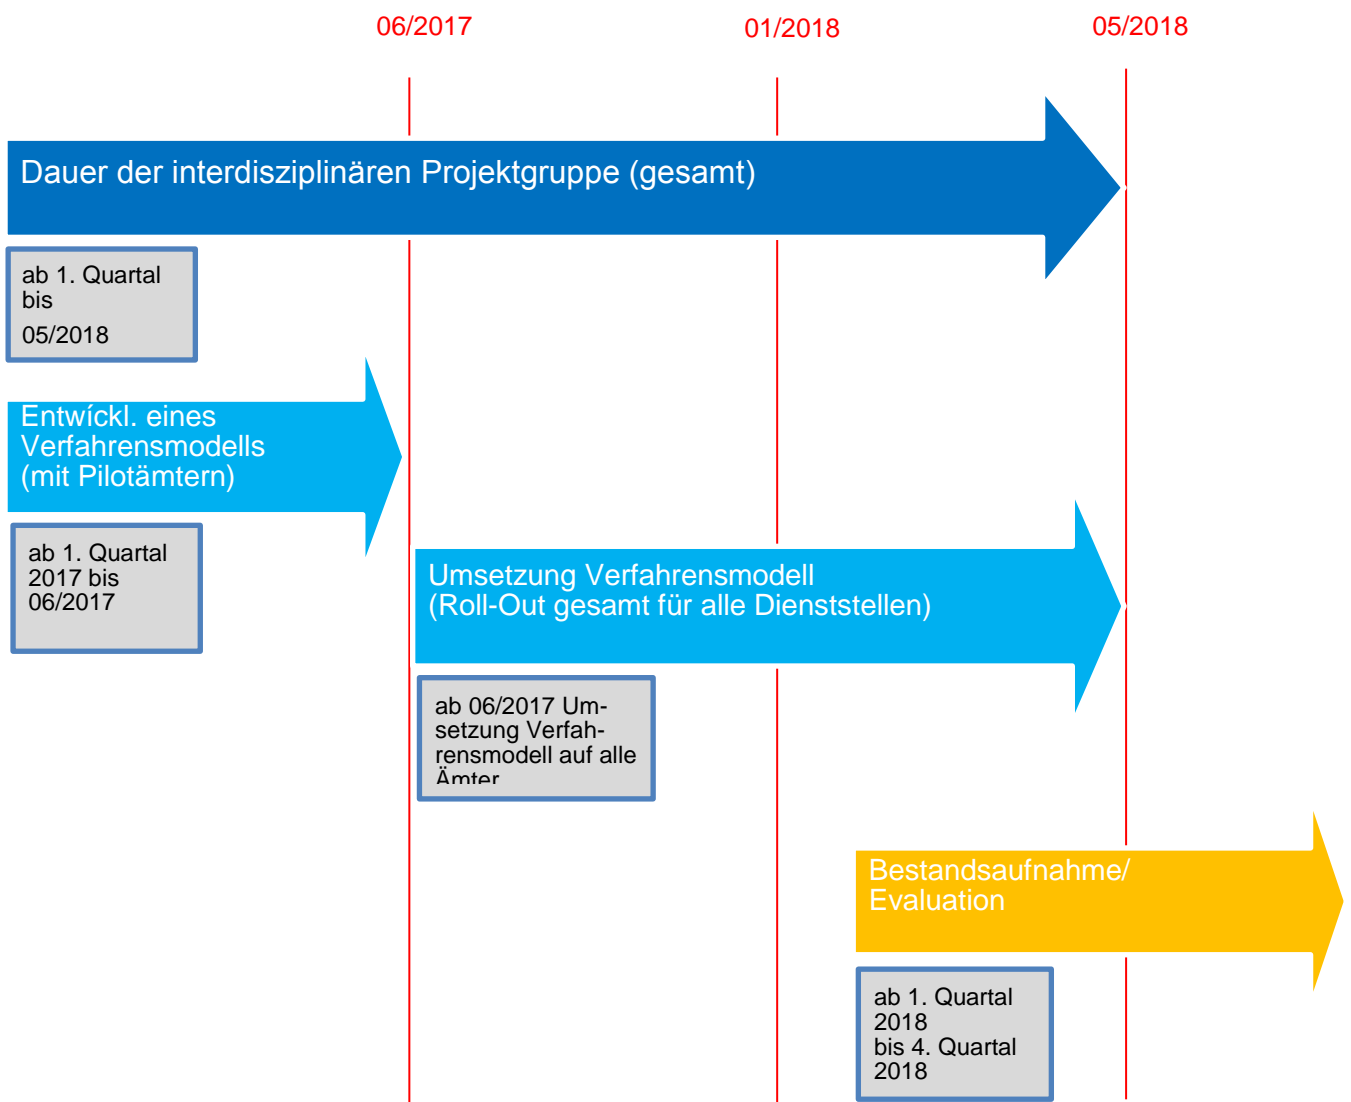 06/2017
01/2018
05/2018
Dauer der interdisziplinären Projektgruppe (gesamt)
ab 1. Quartal
bis
05/2018
Entwíckl. eines
Verfahrensmodells
(mit Pilotämtern)
ab 1. Quartal
2017 bis
06/2017
Umsetzung Verfahrensmodell
(Roll-Out gesamt für alle Dienststellen)
ab 06/2017 Um-
setzung Verfah-
rensmodell auf alle
Ämter
Bestandsaufnahme/
Evaluation
ab 1. Quartal
2018
bis 4. Quartal
2018